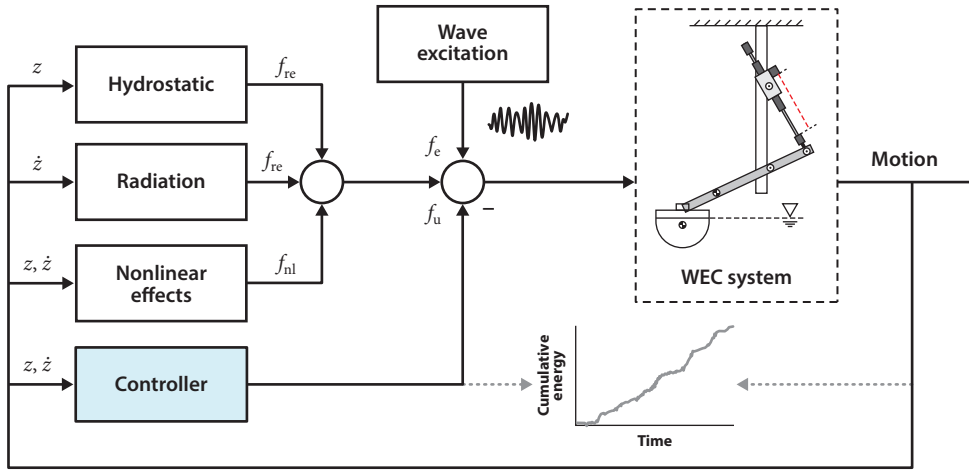 Wave
excitation
z
Hydrostatic
f_re
ż
Radiation
f_re
f_e
f_u
−
z, ż
Nonlinear
effects
f_nl
z, ż
Controller
WEC system
Motion
Cumulative
energy
Time